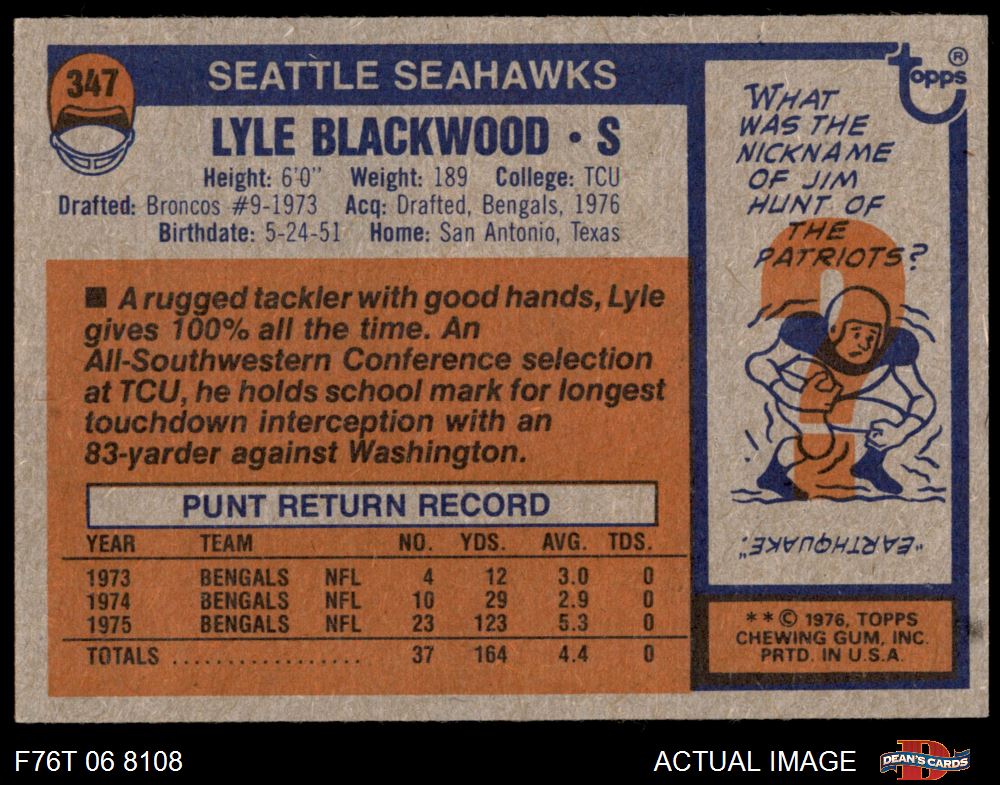 347
SEATTLE SEAHAWKS
LYLE BLACKWOOD • S
Height: 6'0" Weight: 189 College: TCU
Drafted: Broncos #9-1973 Acq: Drafted, Bengals, 1976
Birthdate: 5-24-51 Home: San Antonio, Texas
■ A rugged tackler with good hands, Lyle
gives 100% all the time. An
All-Southwestern Conference selection
at TCU, he holds school mark for longest
touchdown interception with an
83-yarder against Washington.
PUNT RETURN RECORD
YEAR TEAM NO. YDS. AVG. TDS.
1973 BENGALS NFL 4 12 3.0 0
1974 BENGALS NFL 10 29 2.9 0
1975 BENGALS NFL 23 123 5.3 0
TOTALS .................. 37 164 4.4 0
Topps ®
WHAT
WAS THE
NICKNAME
OF JIM
HUNT OF
THE
PATRIOTS?
?
"EARTHQUAKE."
** © 1976, TOPPS
CHEWING GUM, INC.
PRTD. IN U.S.A.
F76T 06 8108
ACTUAL IMAGE
D
DEAN'S CARDS